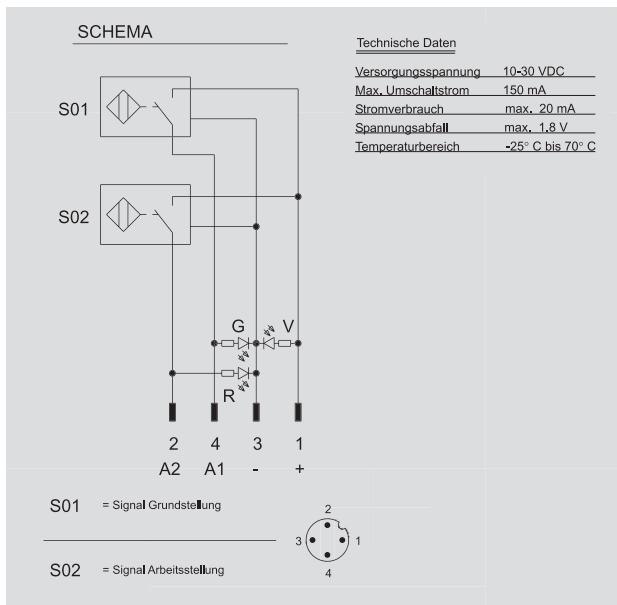 SCHEMA
Technische Daten
Versorgungsspannung 10-30 VDC
Max. Umschaltstrom 150 mA
Stromverbrauch max. 20 mA
Spannungsabfall max. 1.8 V
Temperaturbereich -25° C bis 70° C
S01
S02
G V
R
2 4 3 1
A2 A1 - +
S01 = Signal Grundstellung
S02 = Signal Arbeitsstellung
2
3 1
4